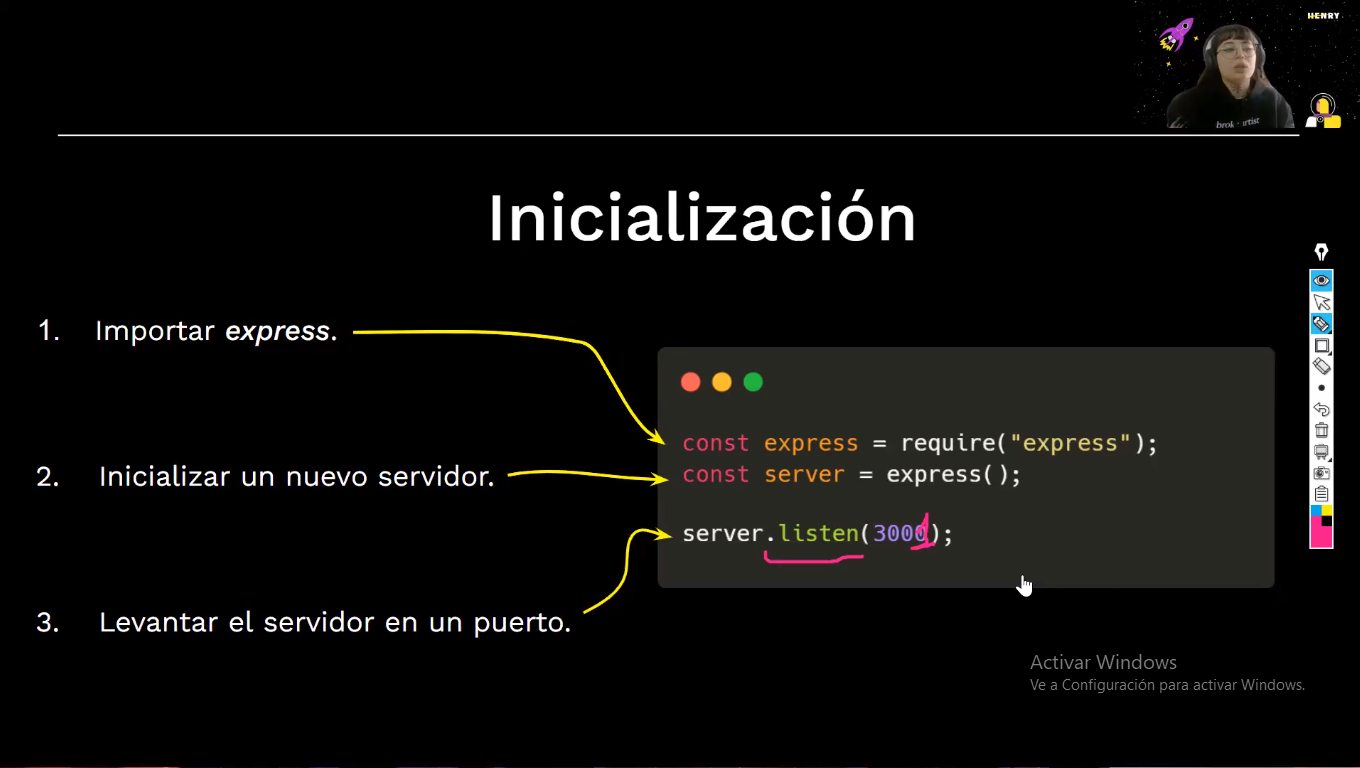 HENRY
Inicialización
1. Importar express.
2. Inicializar un nuevo servidor.
3. Levantar el servidor en un puerto.
const express = require("express");
const server = express();
server.listen(3001);
Activar Windows
Ve a Configuración para activar Windows.